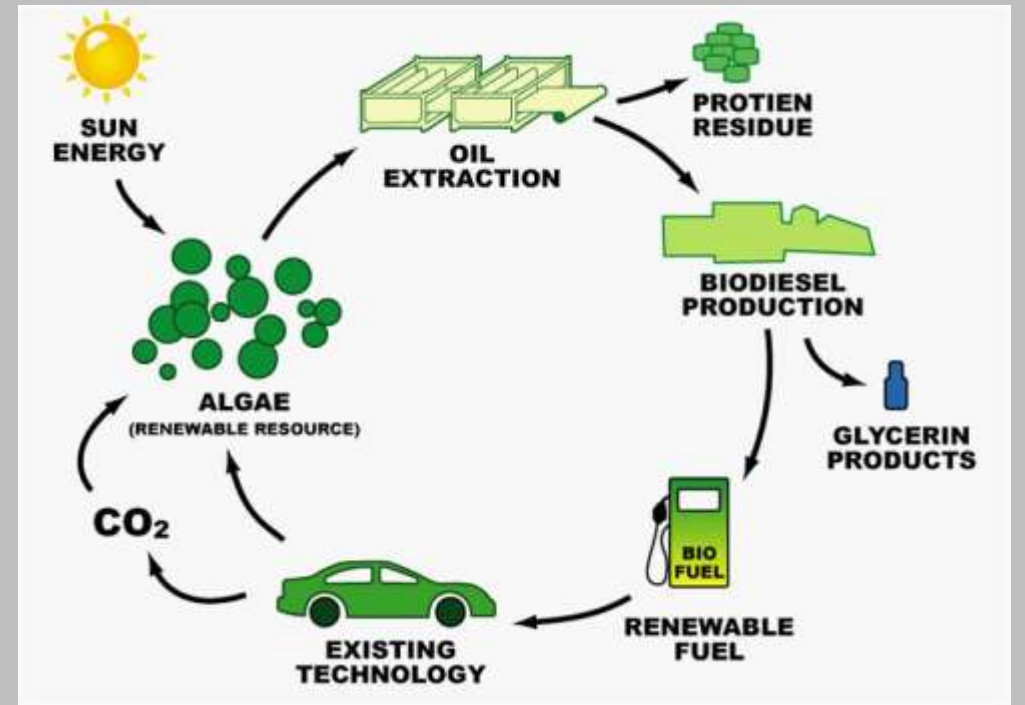 SUN
ENERGY
OIL
EXTRACTION
PROTIEN
RESIDUE
BIODIESEL
PRODUCTION
GLYCERIN
PRODUCTS
BIO
FUEL
RENEWABLE
FUEL
EXISTING
TECHNOLOGY
CO₂
ALGAE
(RENEWABLE RESOURCE)